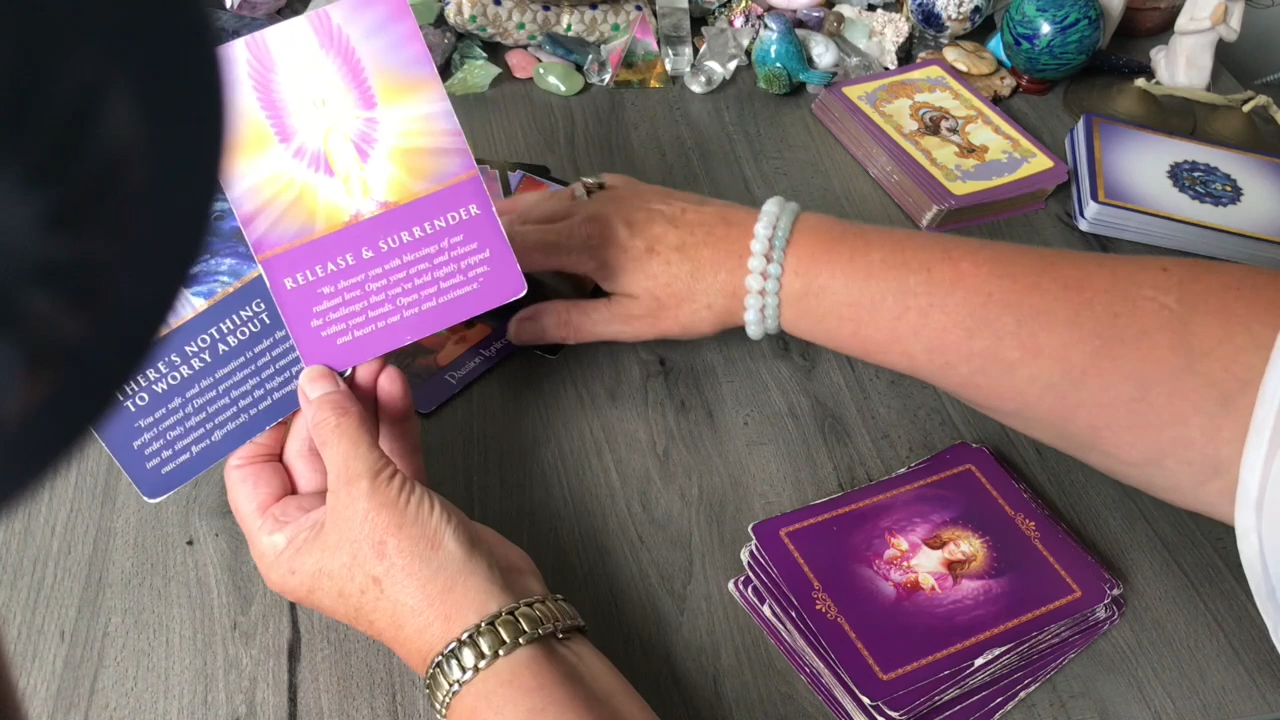 RELEASE & SURRENDER
"We shower you with blessings of our
radiant love. Open your arms, and release
the challenges that you've held tightly gripped
within your hands. Open your hands, arms,
and heart to our love and assistance."
THERE'S NOTHING
TO WORRY ABOUT
"You are safe, and this situation is under the
perfect control of Divine providence and
order. Only infuse loving thoughts and
into the situation to ensure that the highest
outcome flows effortlessly to and through
Passion Ignite